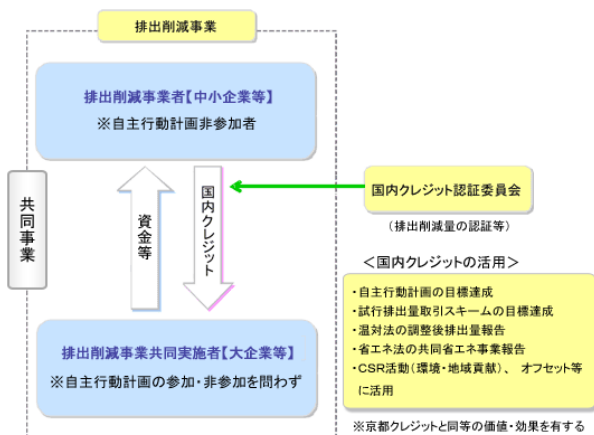 排出削減事業
排出削減事業者【中小企業等】
※自主行動計画非参加者
共同事業
資金等
国内クレジット
国内クレジット認証委員会
(排出削減量の認証等)
排出削減事業共同実施者【大企業等】
※自主行動計画の参加・非参加を問わず
<国内クレジットの活用>
・自主行動計画の目標達成
・試行排出量取引スキームの目標達成
・温対法の調整後排出量報告
・省エネ法の共同省エネ事業報告
・CSR活動(環境・地域貢献)、オフセット等
に活用
※京都クレジットと同等の価値・効果を有する